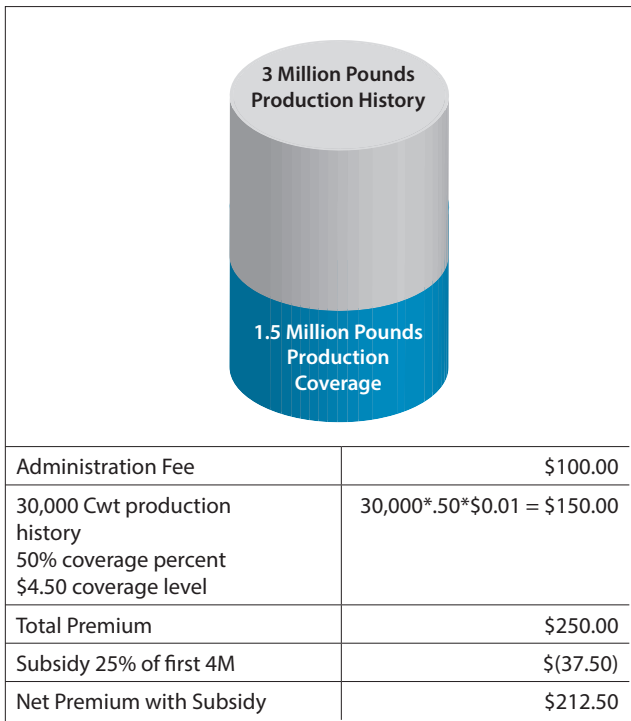 3 Million Pounds
Production History
1.5 Million Pounds
Production
Coverage
Administration Fee $100.00
30,000 Cwt production 30,000*.50*$0.01 = $150.00
history
50% coverage percent
$4.50 coverage level
Total Premium $250.00
Subsidy 25% of first 4M $(37.50)
Net Premium with Subsidy $212.50